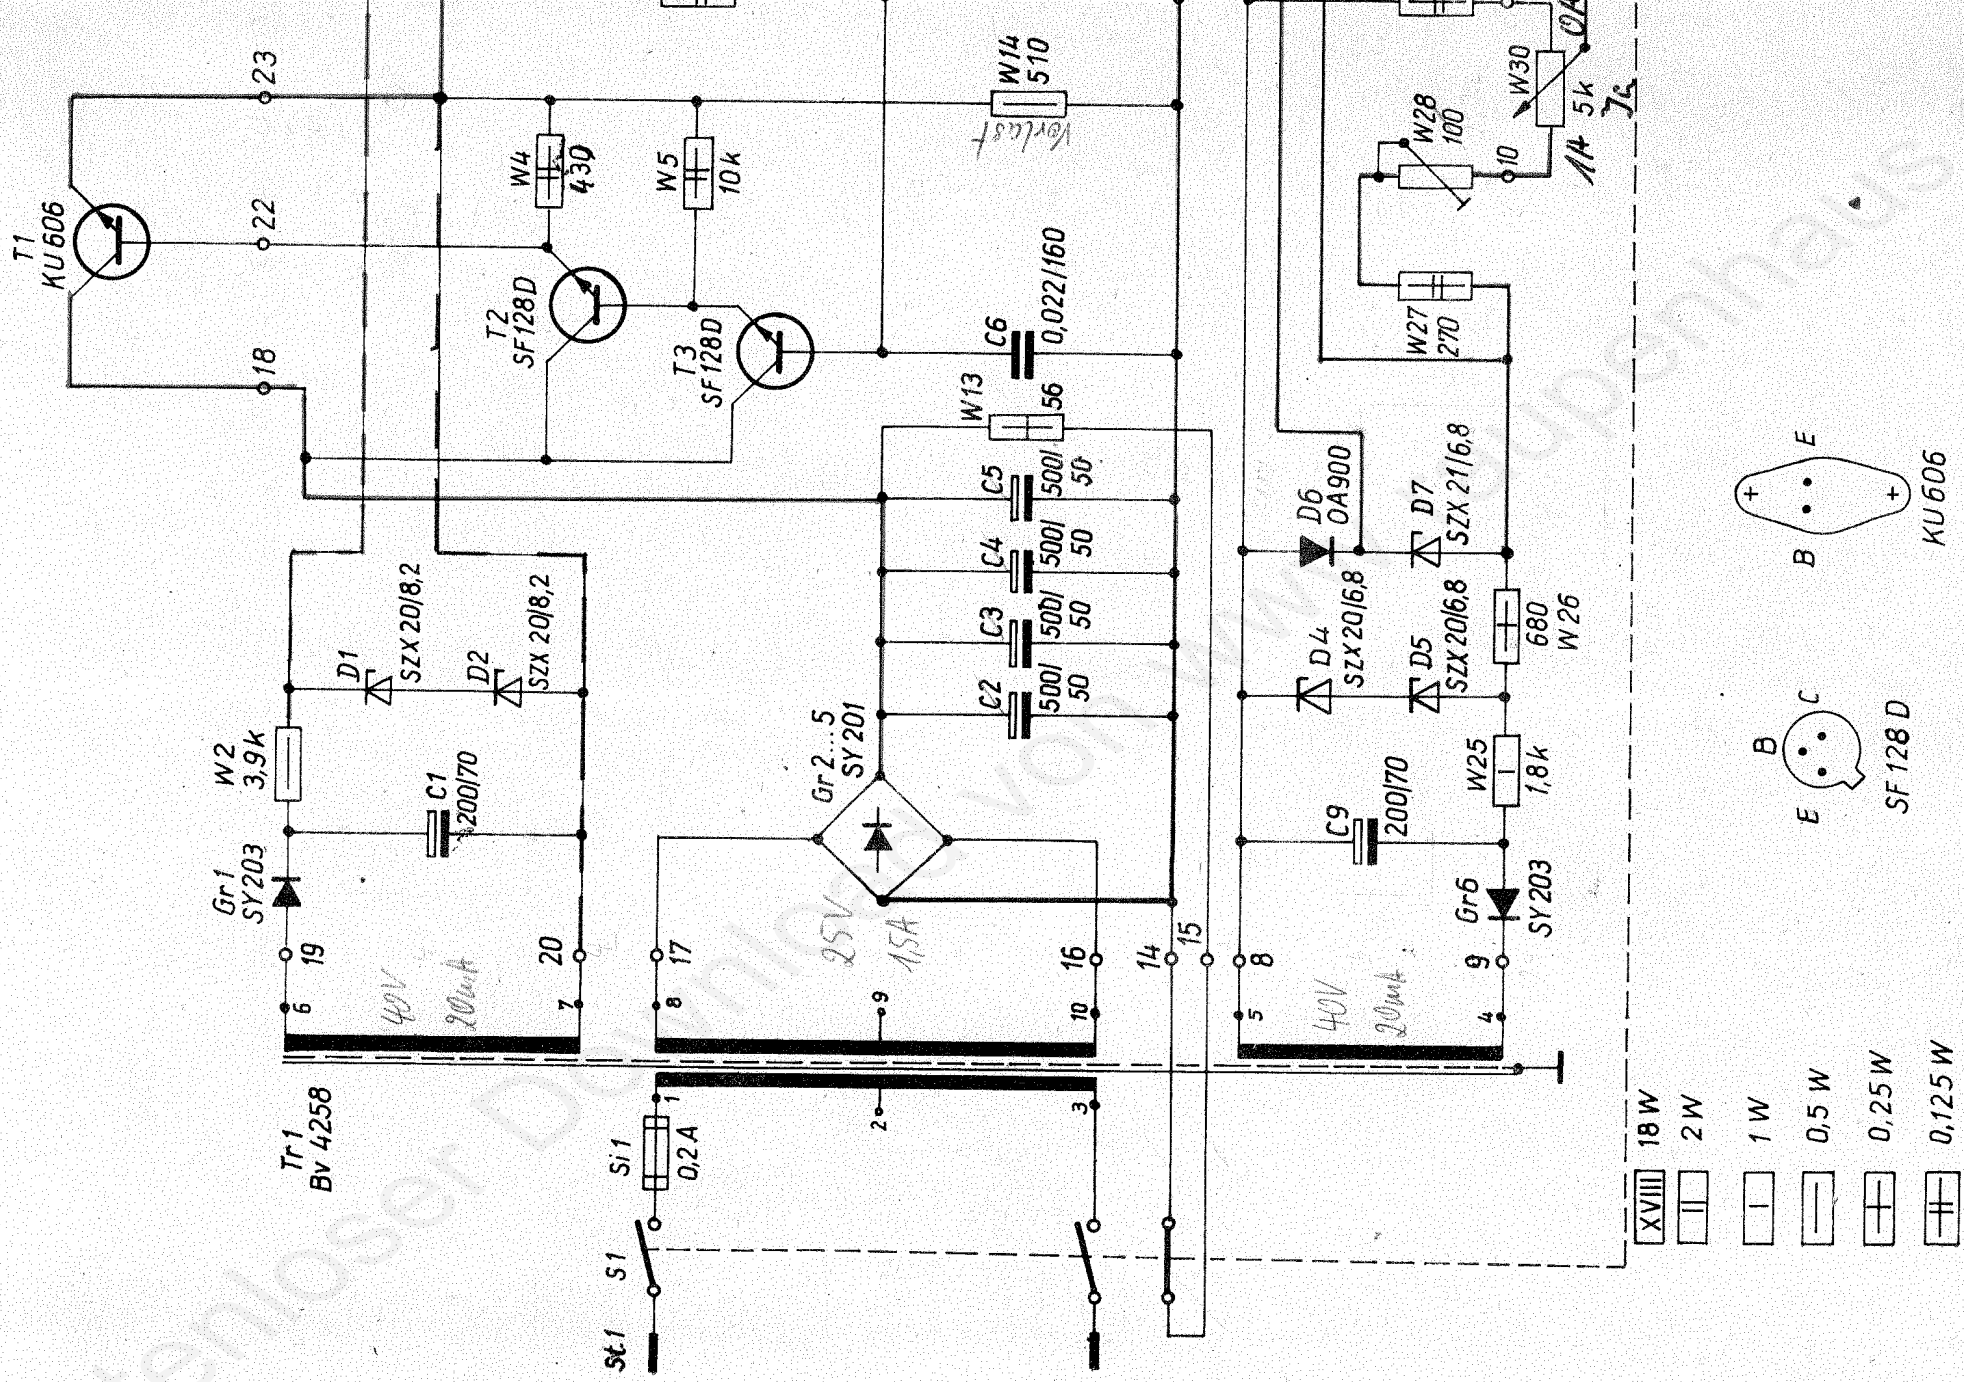 T1
KU 606
23
22
18
W4
430
W5
10k
W14
510
Verlust
T2
SF128D
T3
SF128D
C6
0,022/160
W13
56
C5
500/
50
C4
500/
50
C3
500/
50
C2
500/
50
D1
SZX 20/8,2
D2
SZX 20/8,2
W2
3,9k
C1
200/70
Gr1
SY203
19
20
6
7
40V
20mA
Gr 2...5
SY 201
25V
1,5A
17
16
8
9
10
14
15
Tr1
Bv 4258
Si1
0,2 A
1
2
3
S1
St.1
W30
5k
0A
1A
W28
100
10
W27
270
D6
OA900
D7
SZX 21/6,8
D4
SZX 20/6,8
D5
SZX 20/6,8
680
W26
W25
1,8k
C9
200/70
Gr6
SY203
8
9
5
4
40V
20mA
B
E
KU 606
B
C
E
SF 128 D
XVIII 18 W
2 W
1 W
0,5 W
0,25 W
0,125 W